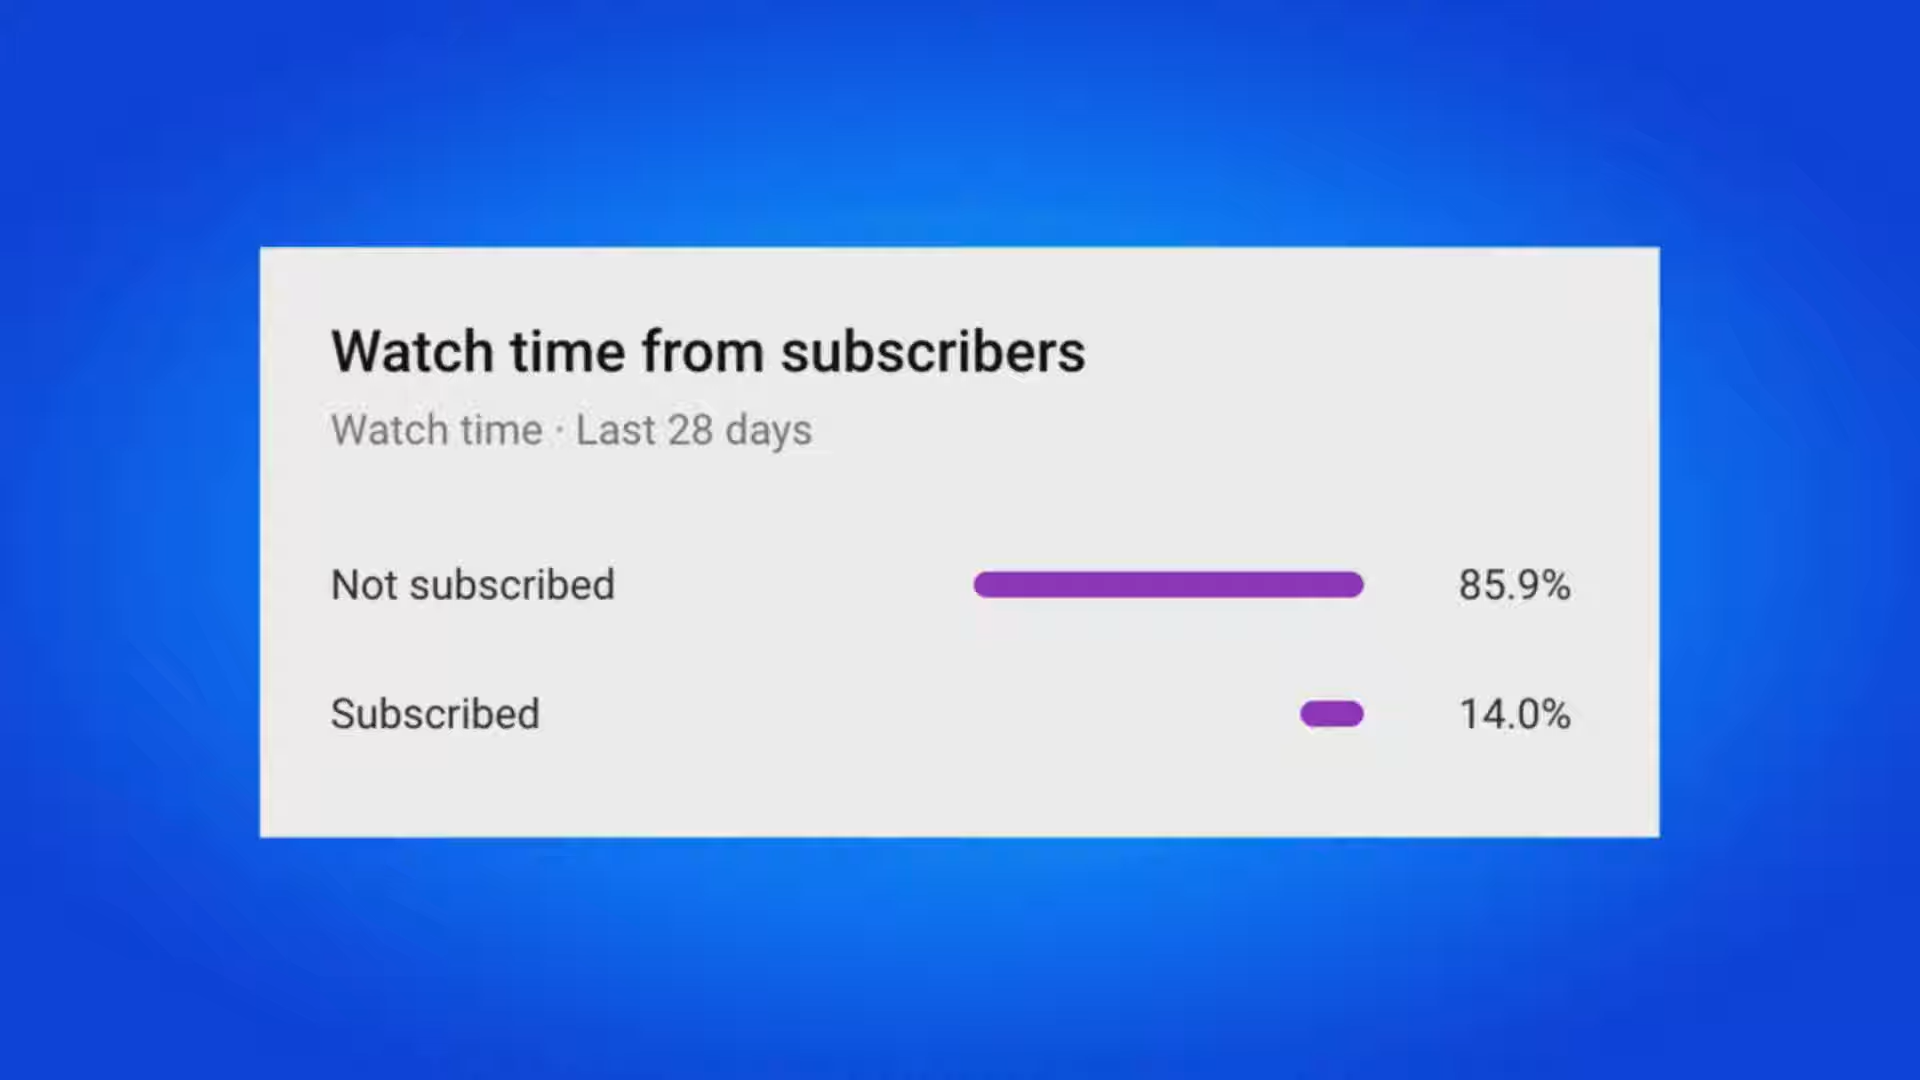 Watch time from subscribers
Watch time · Last 28 days
Not subscribed 85.9%
Subscribed 14.0%